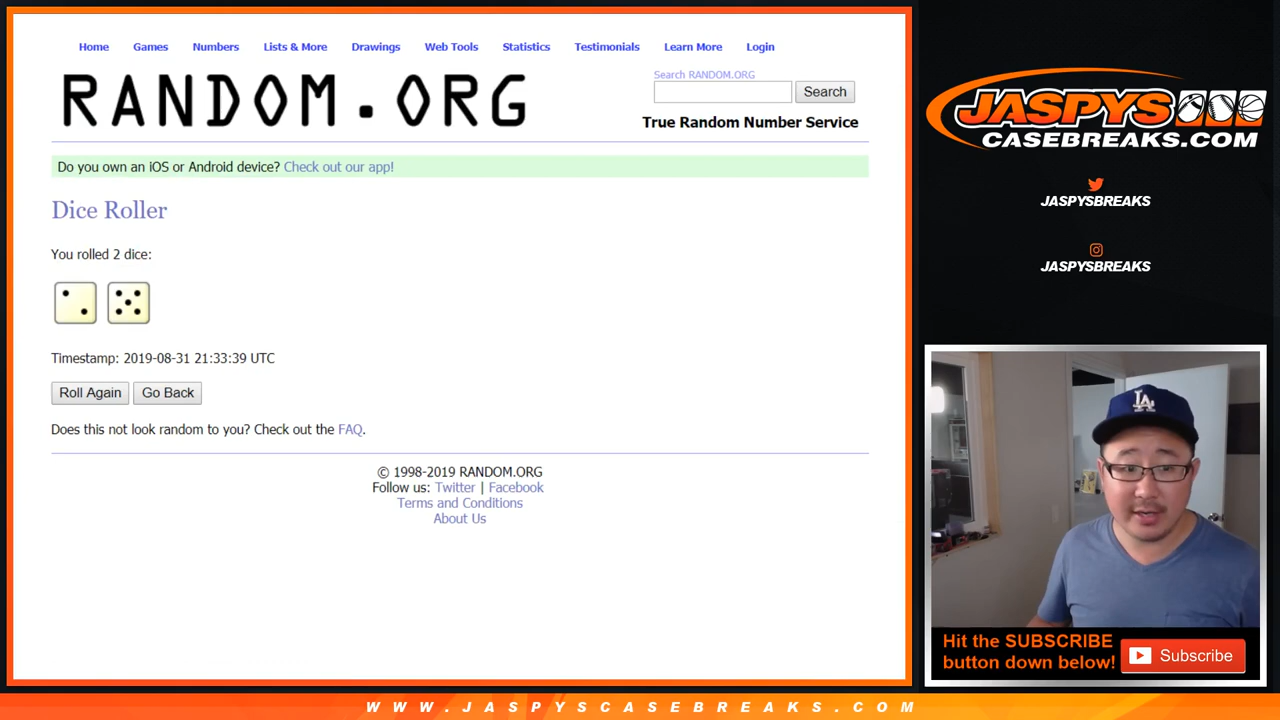 Home Games Numbers Lists & More Drawings Web Tools Statistics Testimonials Learn More Login
RANDOM.ORG
Search RANDOM.ORG
Search
True Random Number Service
Do you own an iOS or Android device? Check out our app!
Dice Roller
You rolled 2 dice:
Timestamp: 2019-08-31 21:33:39 UTC
Roll Again Go Back
Does this not look random to you? Check out the FAQ.
© 1998-2019 RANDOM.ORG
Follow us: Twitter | Facebook
Terms and Conditions
About Us
JASPYS
CASEBREAKS.COM
JASPYSBREAKS
JASPYSBREAKS
LA
Hit the SUBSCRIBE
button down below!
Subscribe
WWW.JASPYSCASEBREAKS.COM